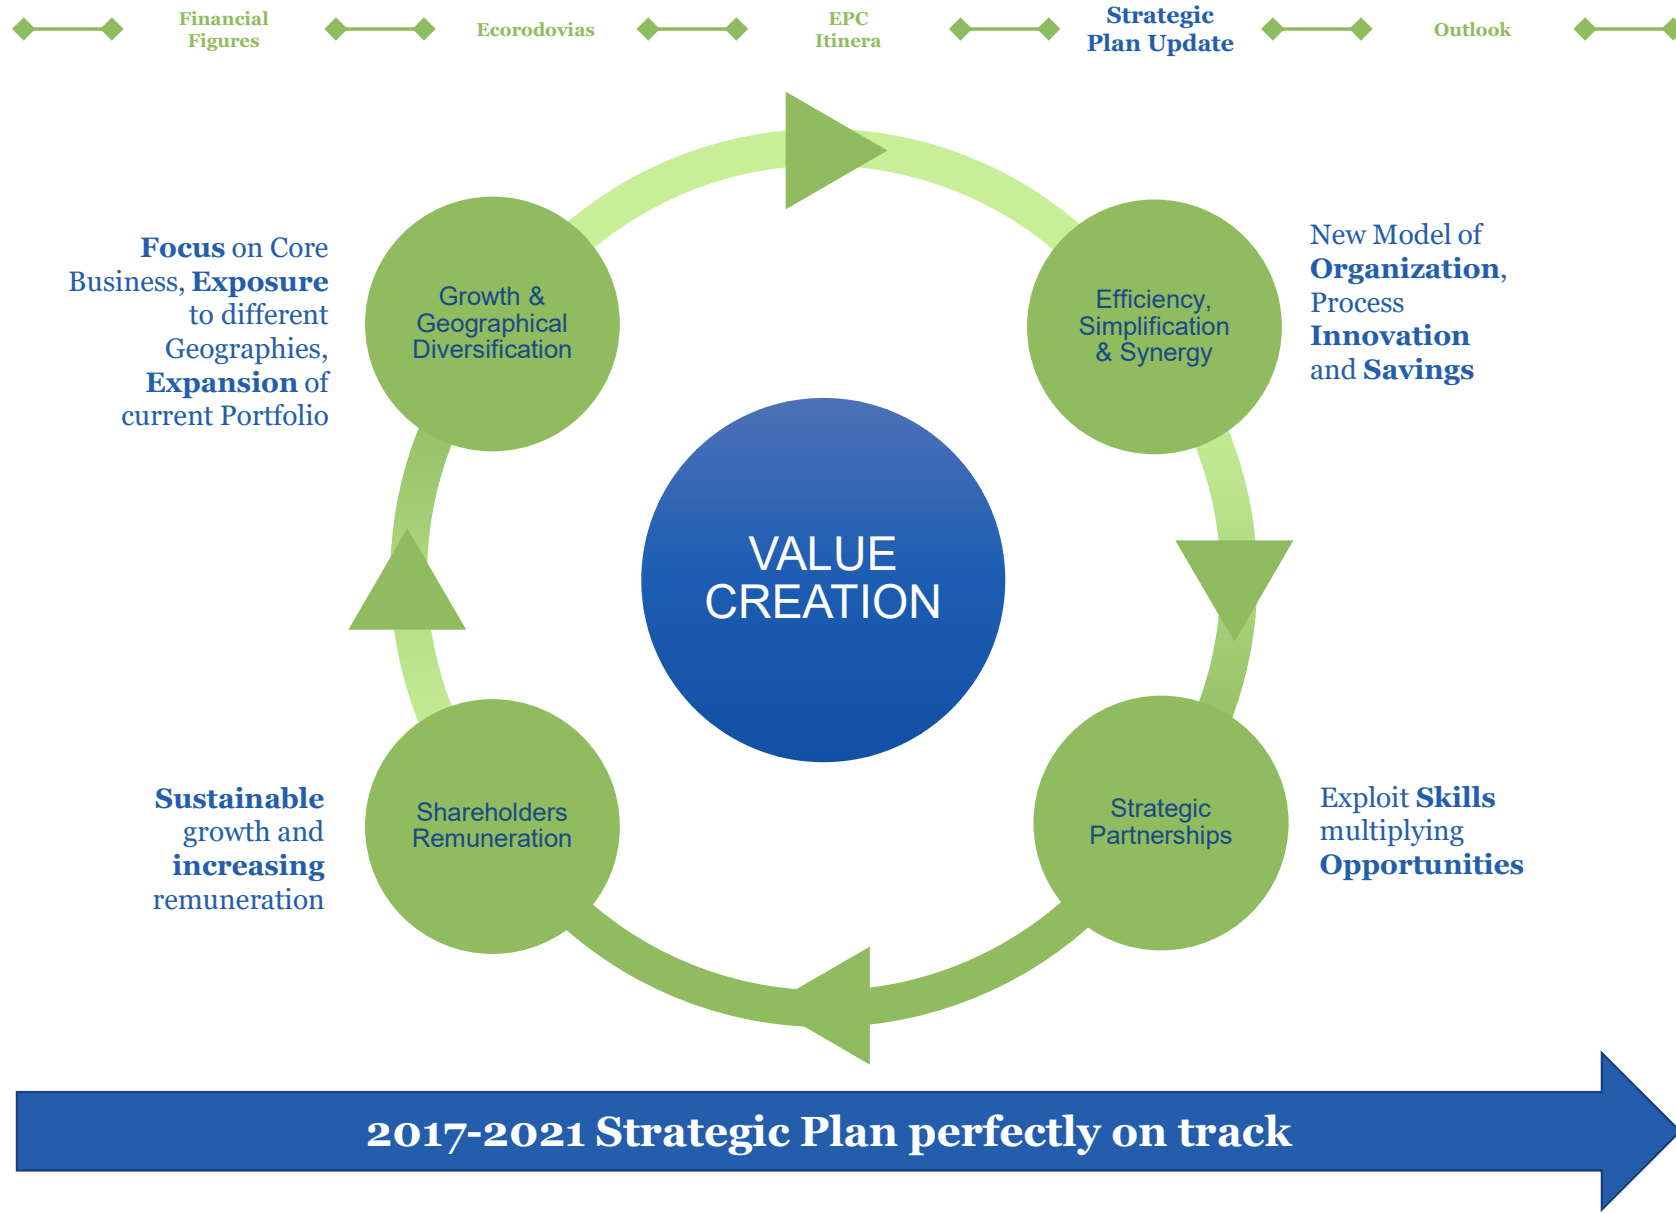 Financial
Figures
Ecorodovias
EPC
Itinera
Strategic
Plan Update
Outlook
Focus on Core
Business, Exposure
to different
Geographies,
Expansion of
current Portfolio
Growth &
Geographical
Diversification
Efficiency,
Simplification
& Synergy
New Model of
Organization,
Process
Innovation
and Savings
VALUE
CREATION
Sustainable
growth and
increasing
remuneration
Shareholders
Remuneration
Strategic
Partnerships
Exploit Skills
multiplying
Opportunities
2017-2021 Strategic Plan perfectly on track